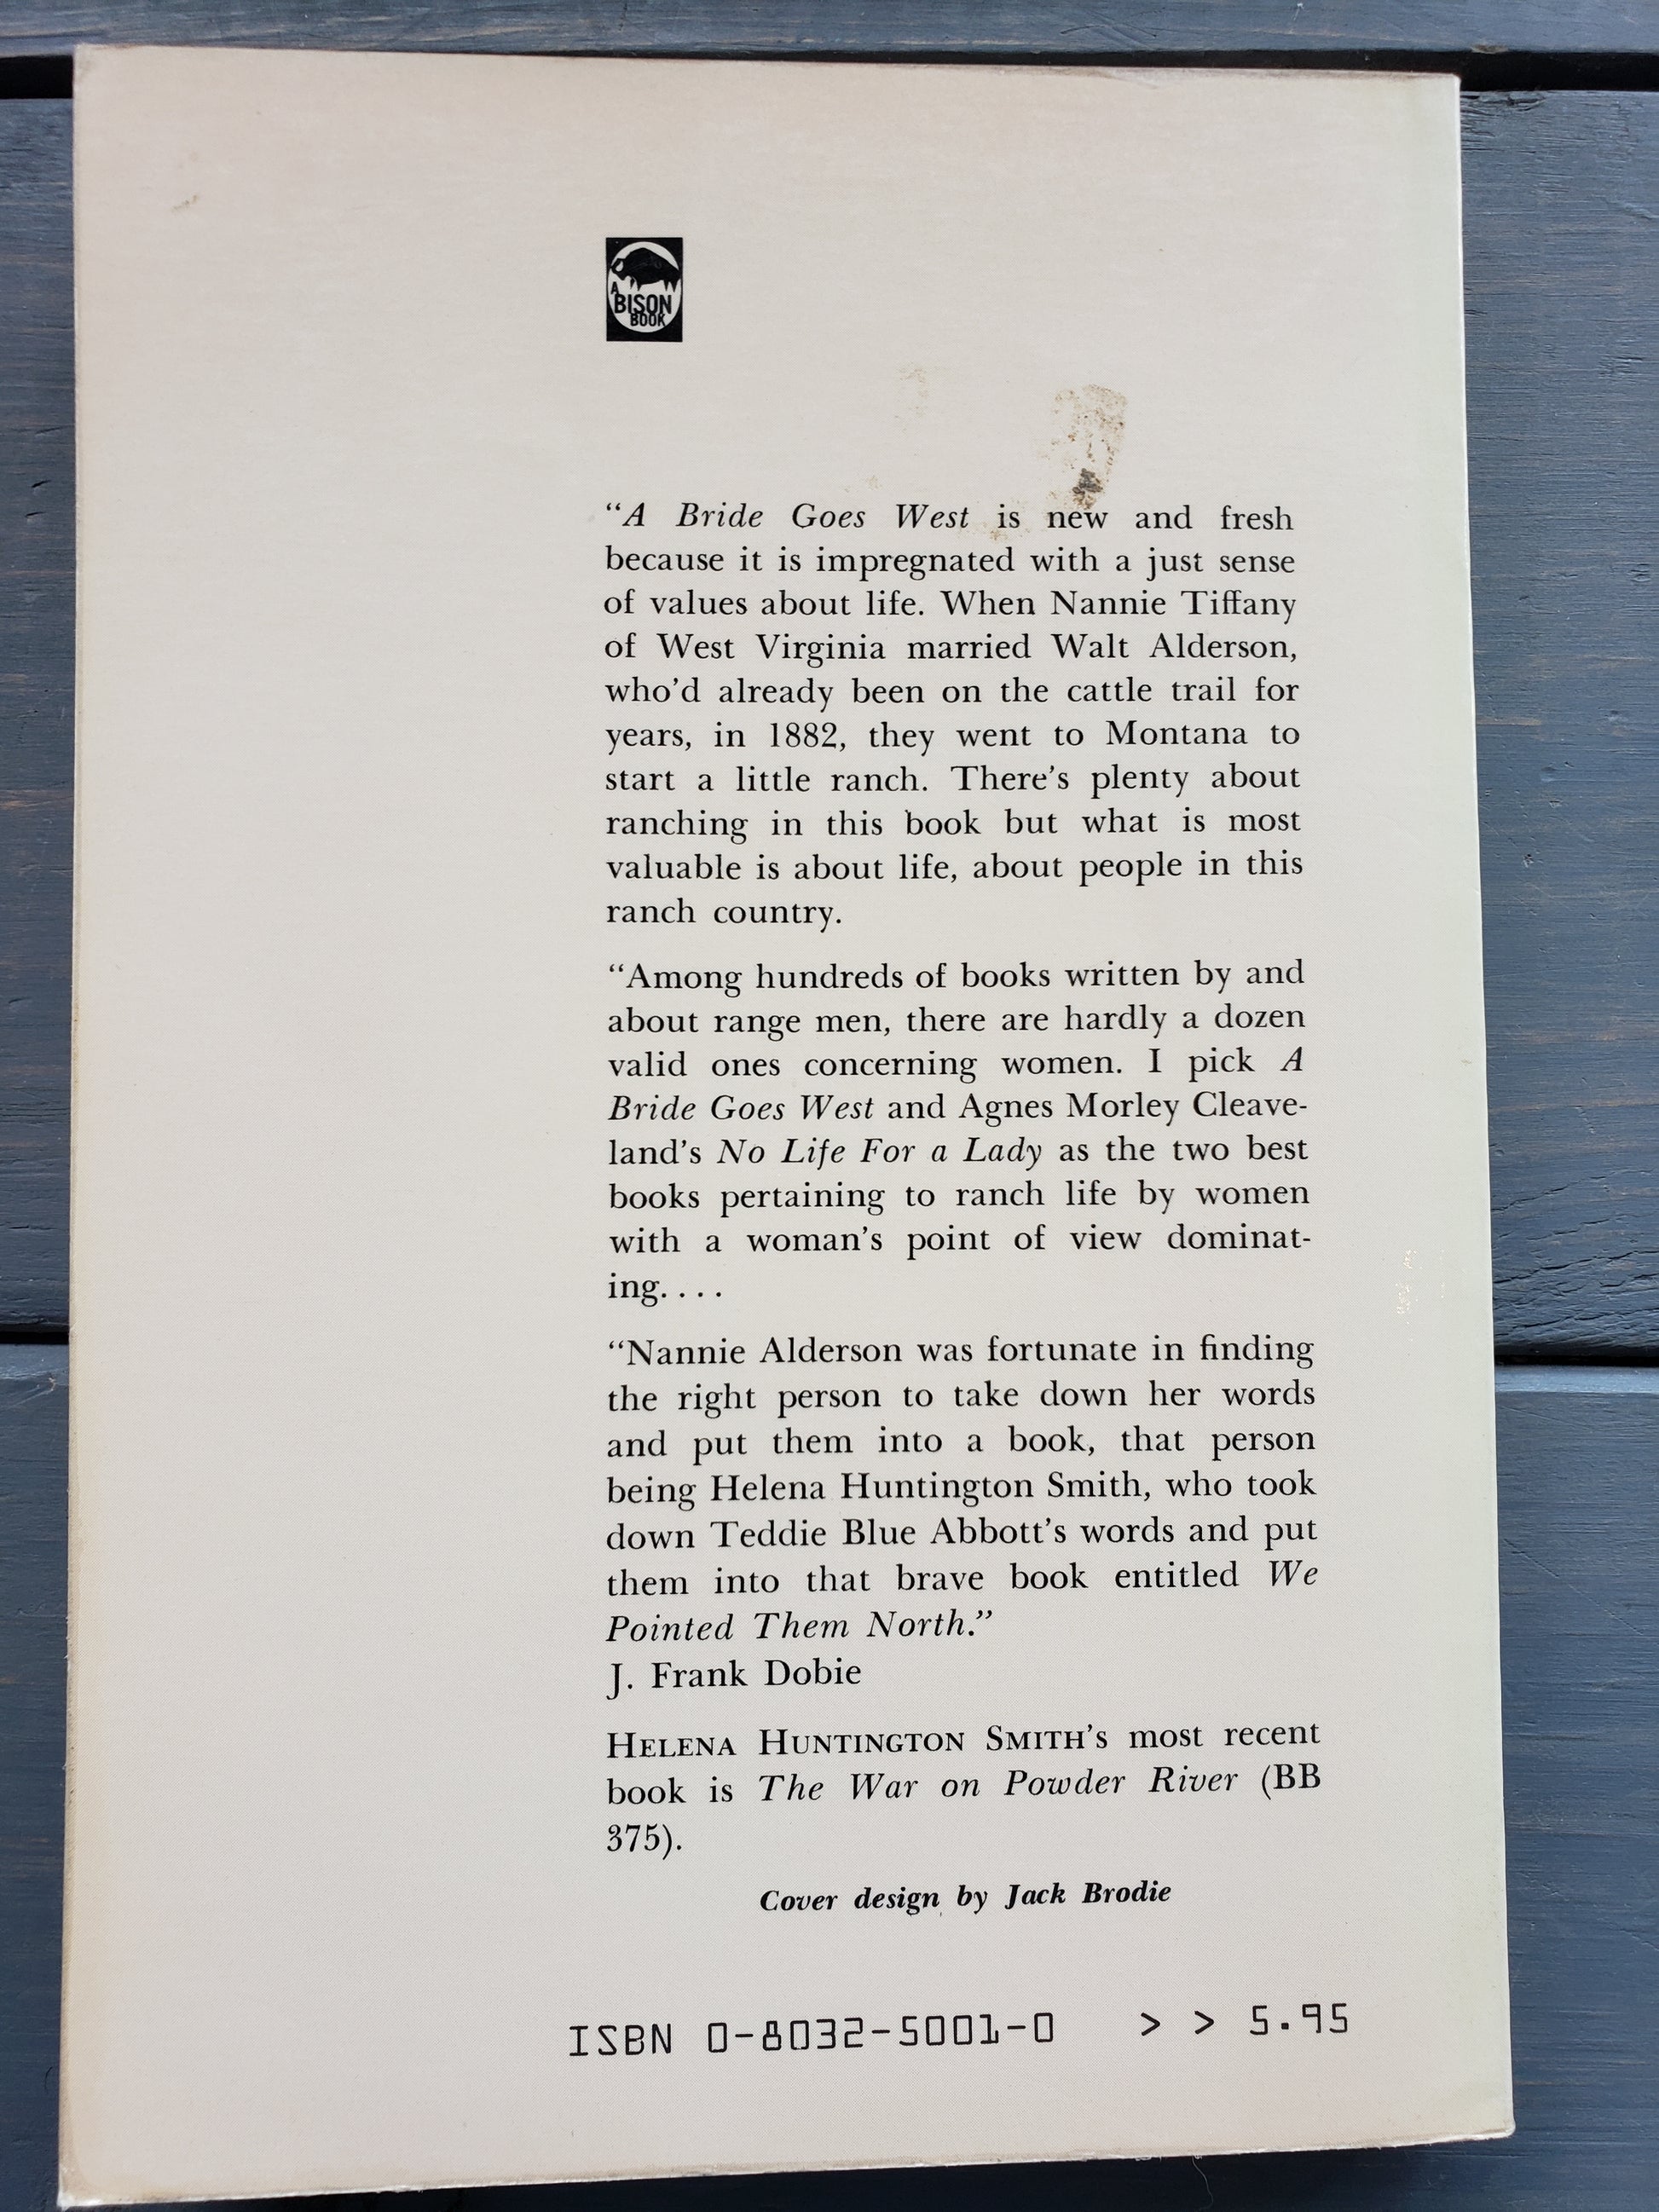 A
BISON
BOOK
“A Bride Goes West is new and fresh
because it is impregnated with a just sense
of values about life. When Nannie Tiffany
of West Virginia married Walt Alderson,
who’d already been on the cattle trail for
years, in 1882, they went to Montana to
start a little ranch. There’s plenty about
ranching in this book but what is most
valuable is about life, about people in this
ranch country.
“Among hundreds of books written by and
about range men, there are hardly a dozen
valid ones concerning women. I pick A
Bride Goes West and Agnes Morley Cleave-
land’s No Life For a Lady as the two best
books pertaining to ranch life by women
with a woman’s point of view dominat-
ing. . . .
“Nannie Alderson was fortunate in finding
the right person to take down her words
and put them into a book, that person
being Helena Huntington Smith, who took
down Teddie Blue Abbott’s words and put
them into that brave book entitled We
Pointed Them North.”
J. Frank Dobie
HELENA HUNTINGTON SMITH’s most recent
book is The War on Powder River (BB
375).
Cover design by Jack Brodie
ISBN 0-8032-5001-0 > > 5.95